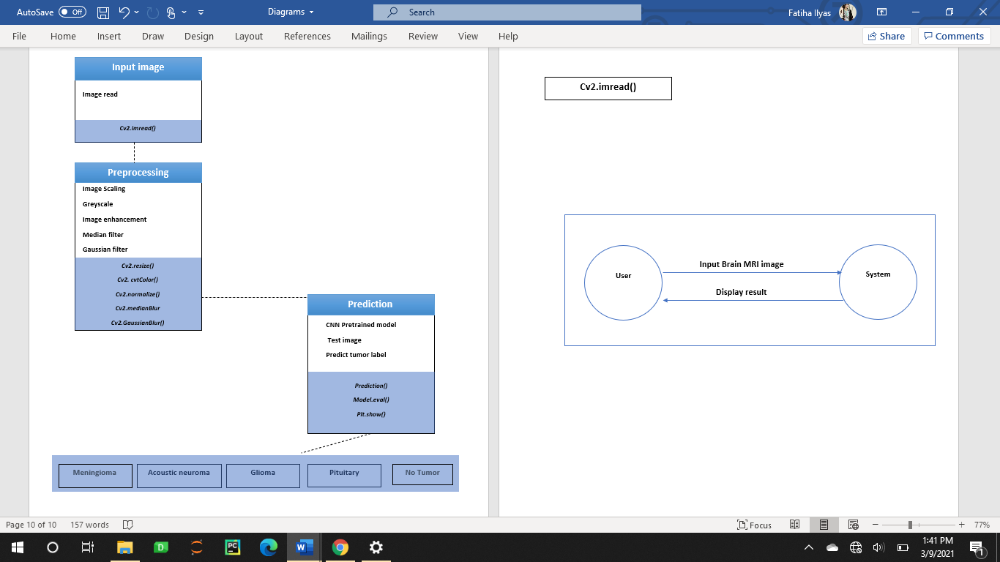 AutoSave Off
Diagrams
Search
Fatiha Ilyas
File Home Insert Draw Design Layout References Mailings Review View Help
Share Comments
Input image
Image read
Cv2.imread()
Preprocessing
Image Scaling
Greyscale
Image enhancement
Median filter
Gaussian filter
Cv2.resize()
Cv2. cvtColor()
Cv2.normalize()
Cv2.medianBlur
Cv2.GaussianBlur()
Prediction
CNN Pretrained model
Test image
Predict tumor label
Prediction()
Model.eval()
Plt.show()
Meningioma Acoustic neuroma Glioma Pituitary No Tumor
Cv2.imread()
User
Input Brain MRI image
Display result
System
Page 10 of 10 157 words
Focus
77%
D
PC
W
1:41 PM
3/9/2021
1